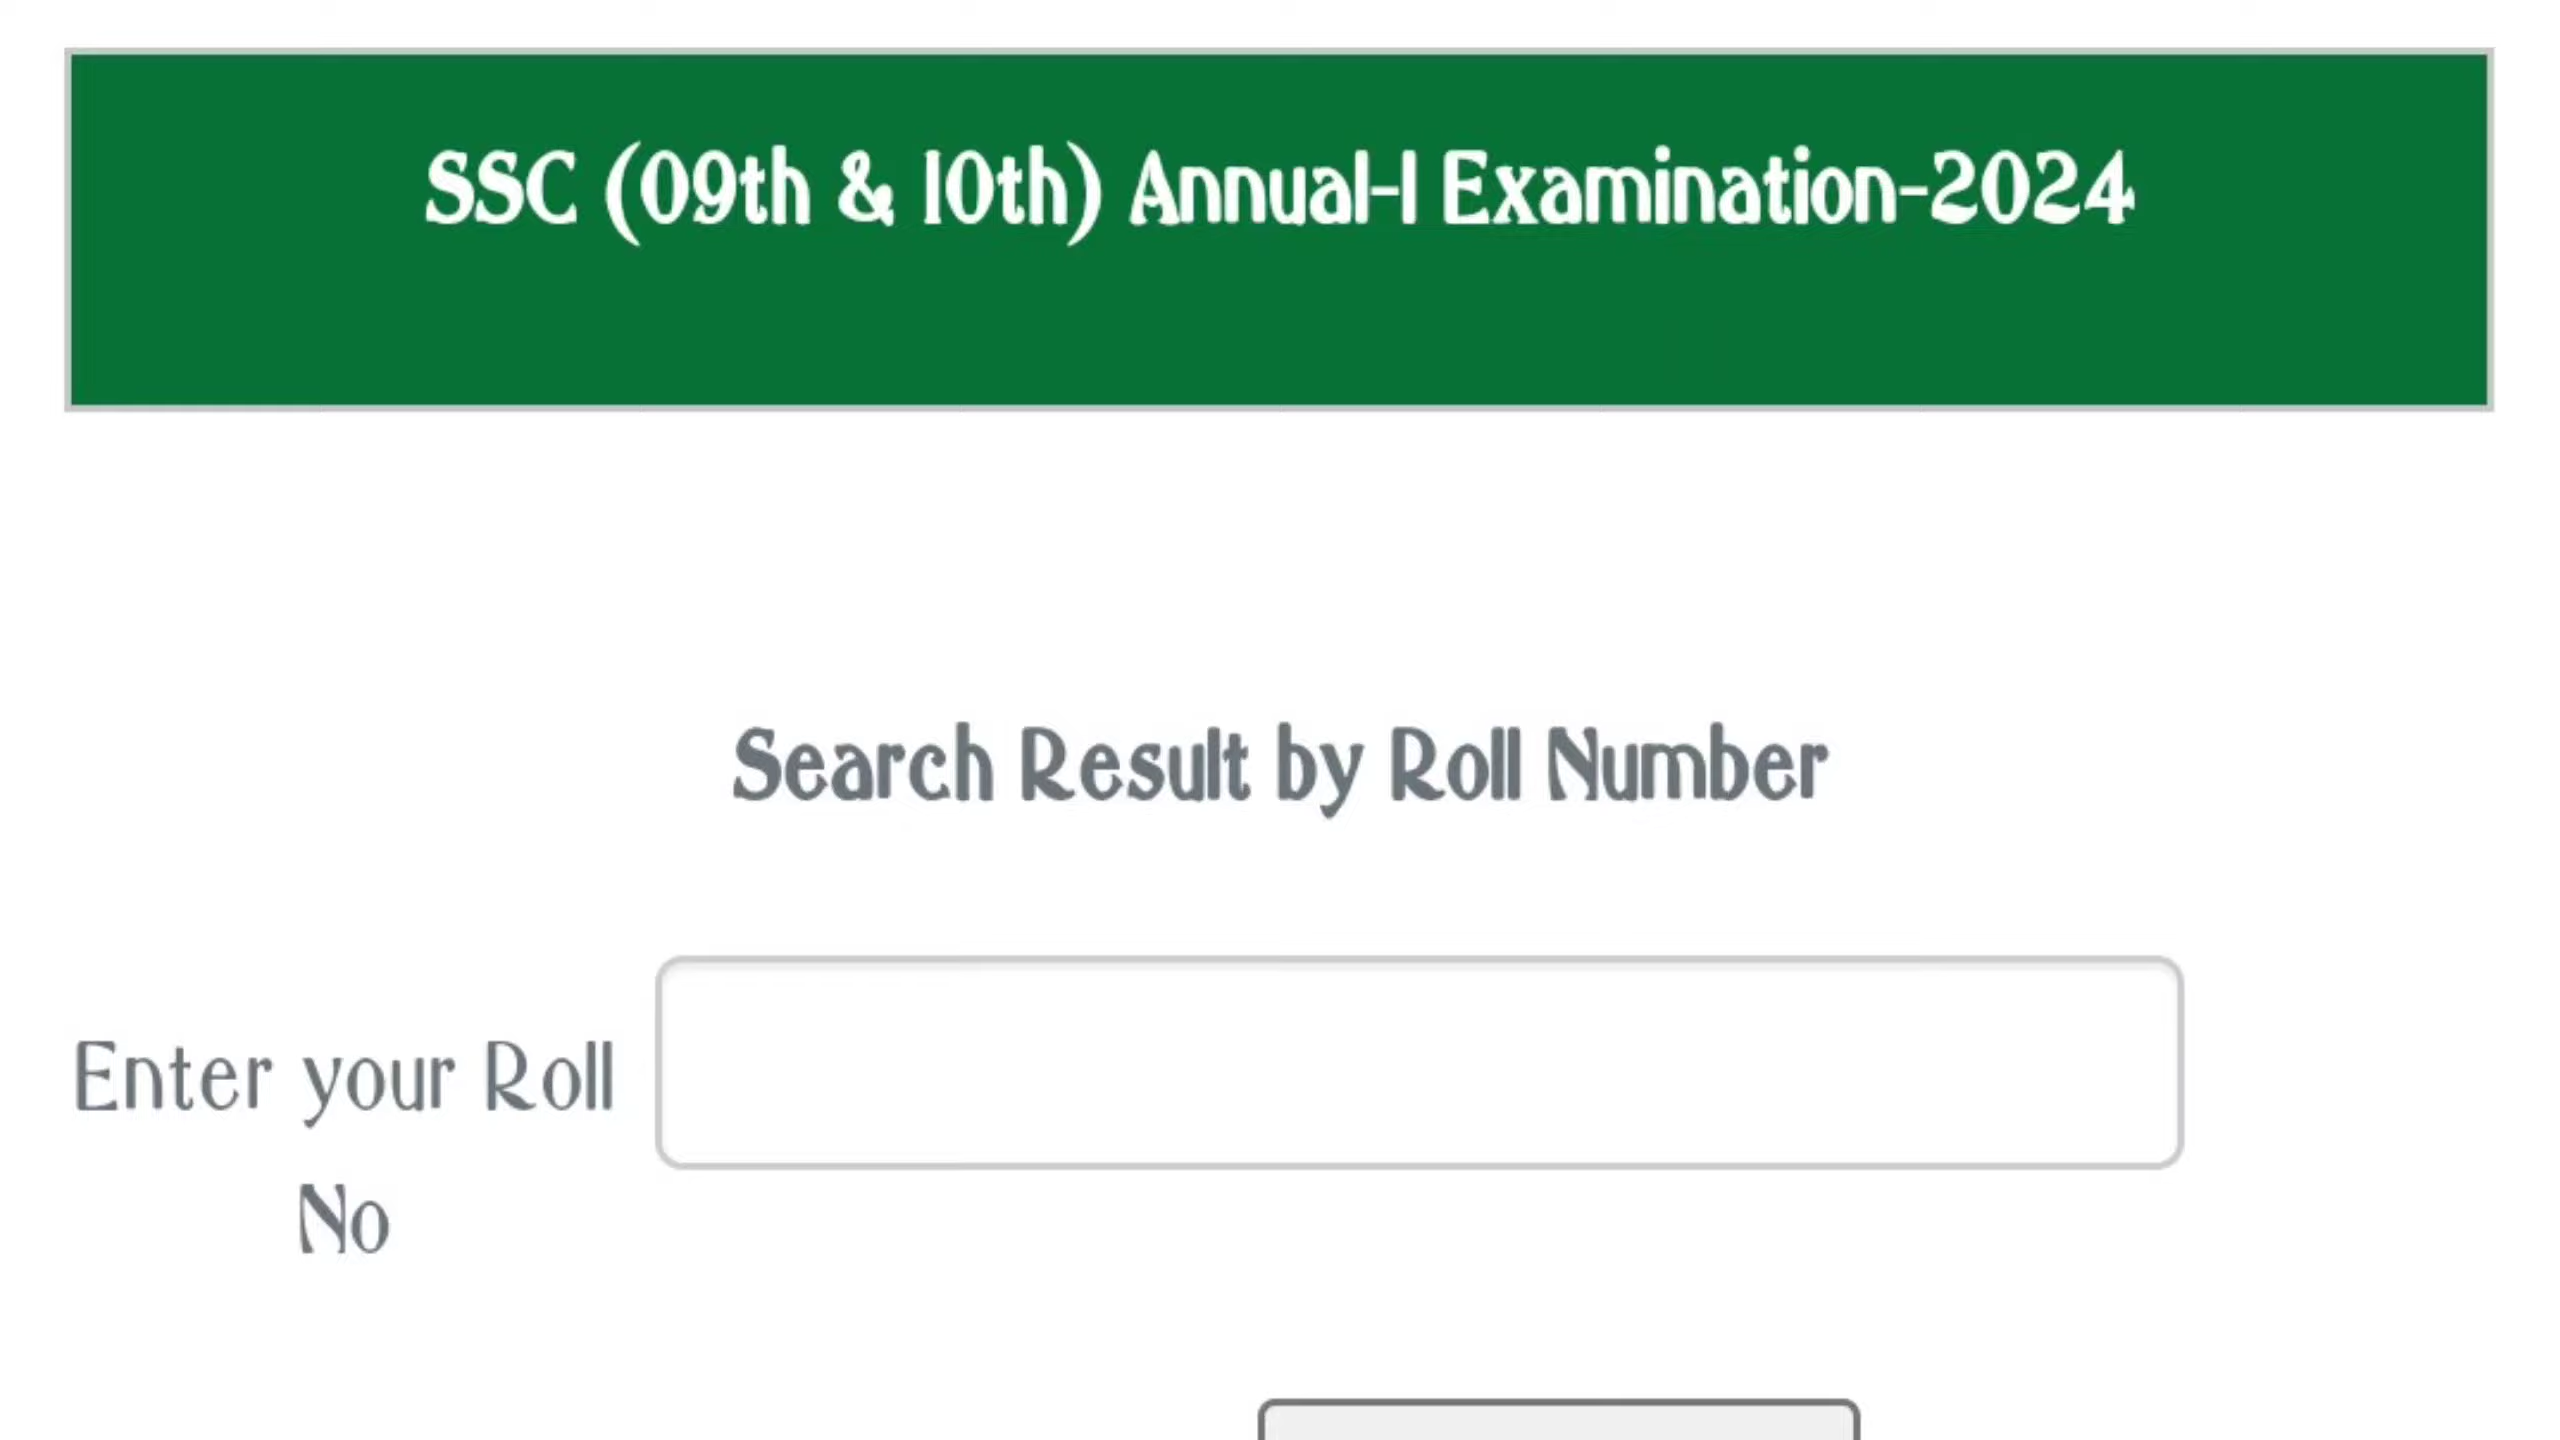 SSC (09th & 10th) Annual-I Examination-2024
Search Result by Roll Number
Enter your Roll
No